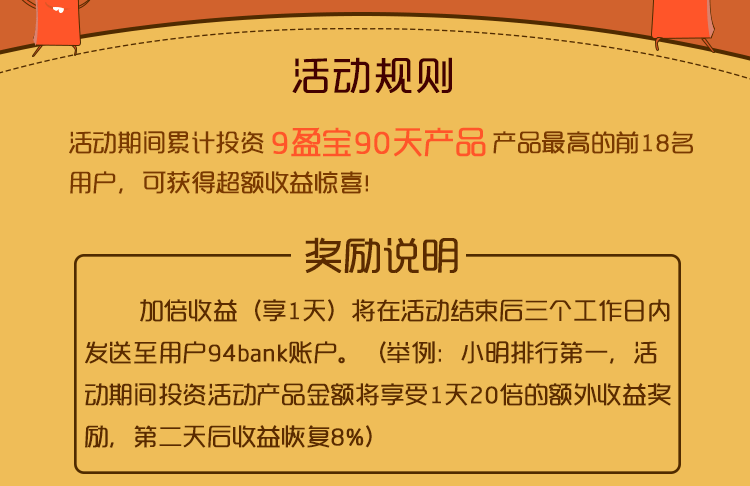 活动规则
活动期间累计投资 9盈宝90天产品 产品最高的前18名
用户，可获得超额收益惊喜!
奖励说明
加倍收益（享1天）将在活动结束后三个工作日内
发送至用户94bank账户。（举例：小明排行第一，活
动期间投资活动产品金额将享受1天20倍的额外收益奖
励，第二天后收益恢复8%）